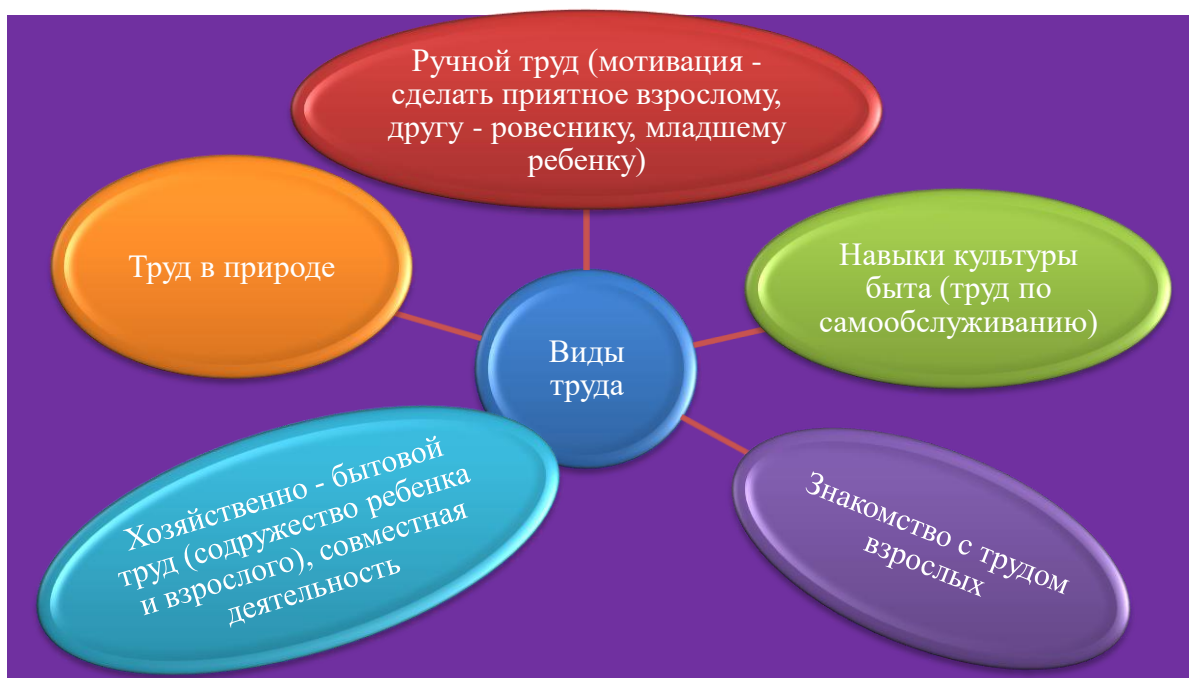 Ручной труд (мотивация -
сделать приятное взрослому,
другу - ровеснику, младшему
ребенку)
Труд в природе
Навыки культуры
быта (труд по
самообслуживанию)
Виды
труда
Хозяйственно - бытовой
труд (содружество ребенка
и взрослого), совместная
деятельность
Знакомство с трудом
взрослых